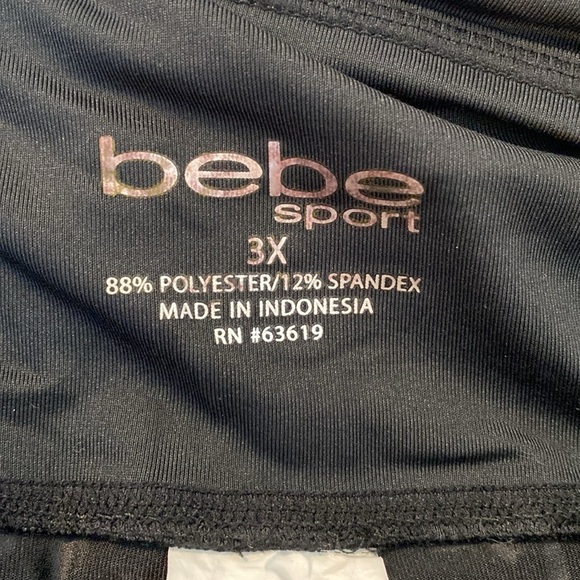 bebe
sport
3X
88% POLYESTER/12% SPANDEX
MADE IN INDONESIA
RN #63619